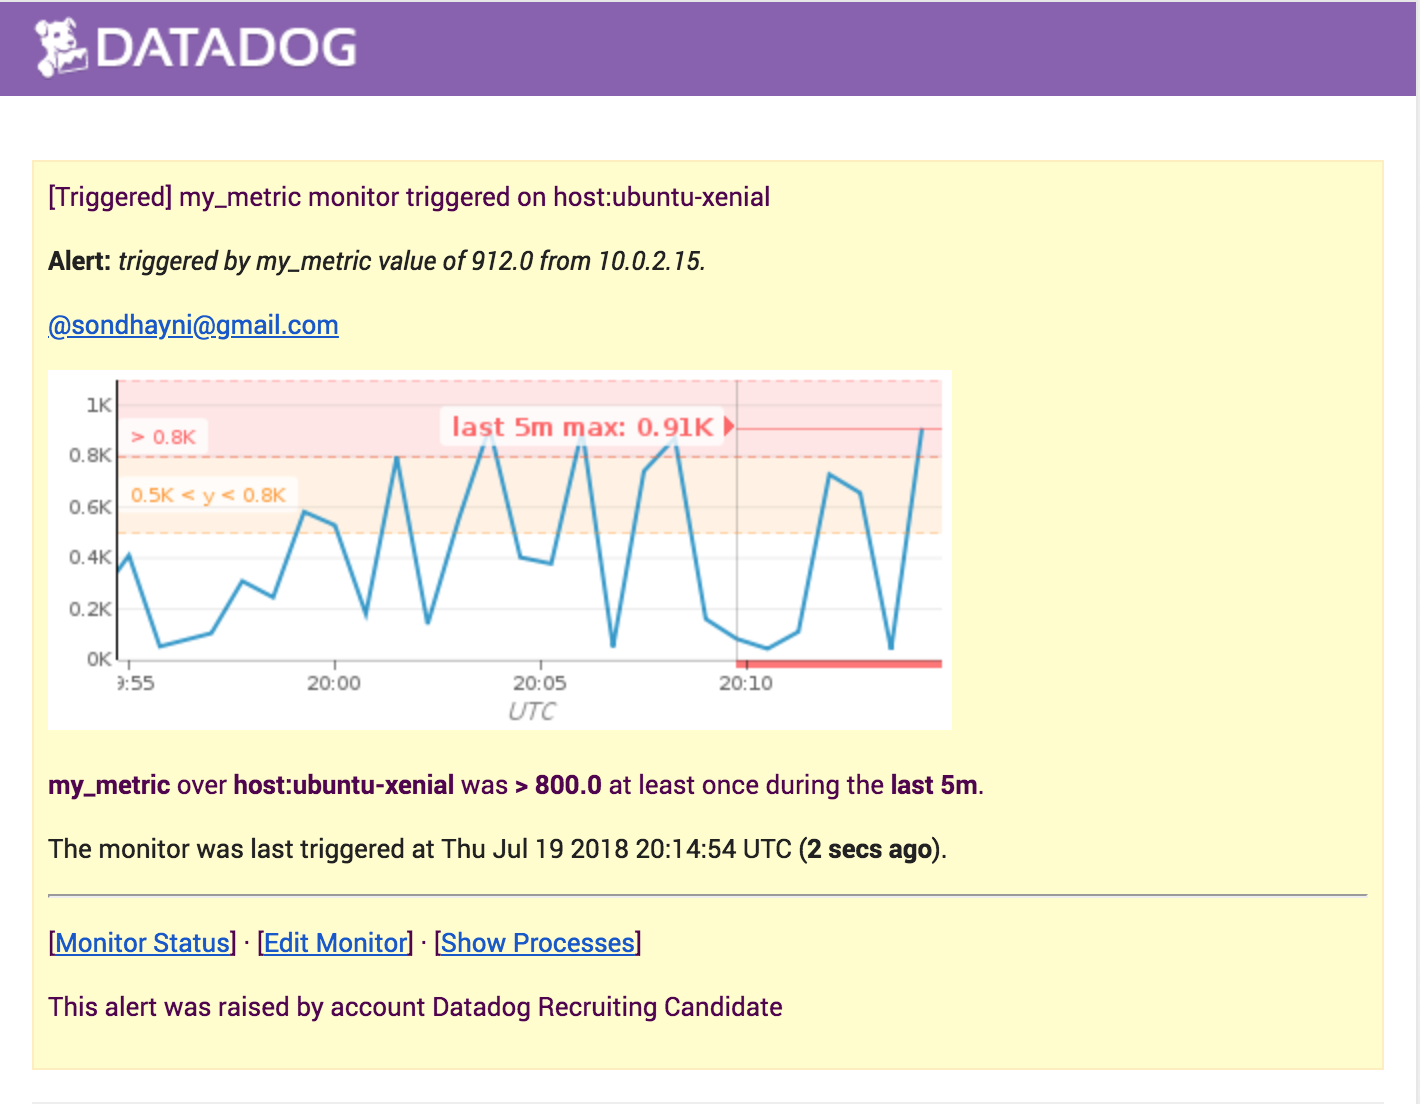 DATADOG
[Triggered] my_metric monitor triggered on host:ubuntu-xenial
Alert: triggered by my_metric value of 912.0 from 10.0.2.15.
@sondhayni@gmail.com
1K
> 0.8K
last 5m max: 0.91K
0.8K
0.5K < y < 0.8K
0.6K
0.4K
0.2K
0K
9:55 20:00 20:05 20:10
UTC
my_metric over host:ubuntu-xenial was > 800.0 at least once during the last 5m.
The monitor was last triggered at Thu Jul 19 2018 20:14:54 UTC (2 secs ago).
[Monitor Status] · [Edit Monitor] · [Show Processes]
This alert was raised by account Datadog Recruiting Candidate